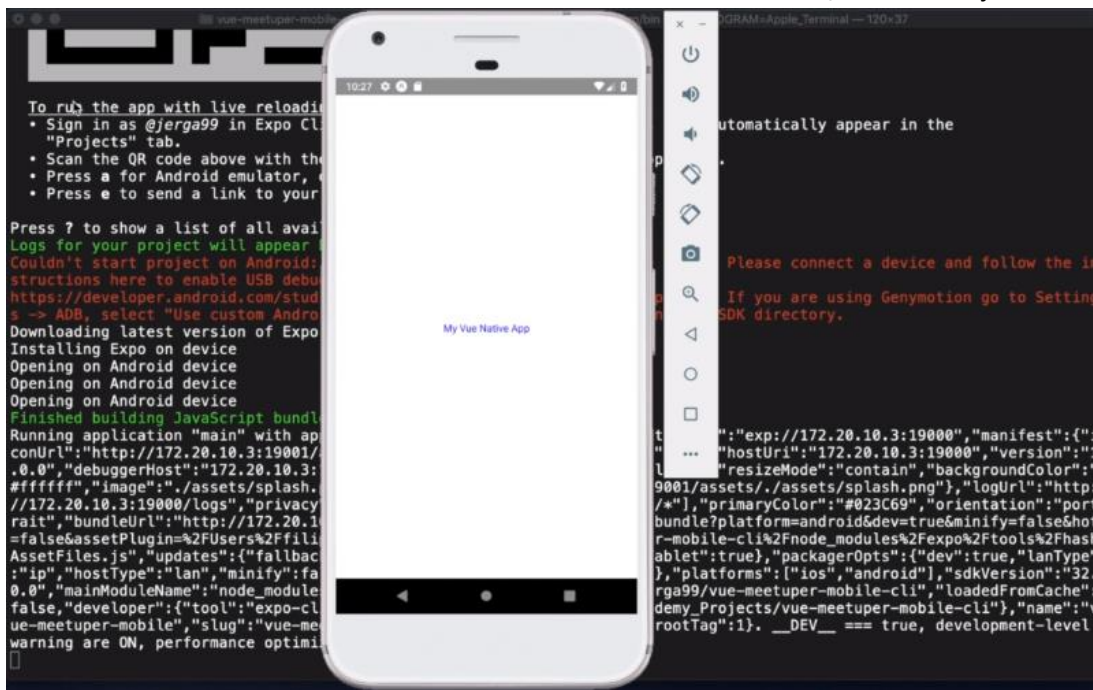 vue-meetuper-mobile
OGRAM=Apple_Terminal — 120×37
To run the app with live reloadi
• Sign in as @jerga99 in Expo Cl utomatically appear in the
"Projects" tab.
• Scan the QR code above with the
• Press a for Android emulator,
• Press e to send a link to your
Press ? to show a list of all avai
Logs for your project will appear
Couldn't start project on Android: Please connect a device and follow the in
structions here to enable USB debu
https://developer.android.com/stud If you are using Genymotion go to Setting
s -> ADB, select "Use custom Andro SDK directory.
Downloading latest version of Expo
Installing Expo on device
Opening on Android device
Opening on Android device
Opening on Android device
Finished building JavaScript bundl
Running application "main" with ap ":"exp://172.20.10.3:19000","manifest":{"i
conUrl":"http://172.20.10.3:19001/ "hostUri":"172.20.10.3:19000","version":"
.0.0","debuggerHost":"172.20.10.3: "resizeMode":"contain","backgroundColor":"
#ffffff","image":"./assets/splash. 9001/assets/./assets/splash.png"},"logUrl":"http:
//172.20.10.3:19000/logs","privacy /*"],"primaryColor":"#023C69","orientation":"port
rait","bundleUrl":"http://172.20.1 bundle?platform=android&dev=true&minify=false&hot
=false&assetPlugin=%2FUsers%2Ffili r-mobile-cli%2Fnode_modules%2Fexpo%2Ftools%2Fhash
AssetFiles.js","updates":{"fallbac ablet":true},"packagerOpts":{"dev":true,"lanType"
:"ip","hostType":"lan","minify":fa },"platforms":["ios","android"],"sdkVersion":"32.
0.0","mainModuleName":"node_module rga99/vue-meetuper-mobile-cli","loadedFromCache"
false,"developer":{"tool":"expo-cl demy_Projects/vue-meetuper-mobile-cli"},"name":"v
ue-meetuper-mobile","slug":"vue-me rootTag":1}. __DEV__ === true, development-level
warning are ON, performance optimi
10:27
My Vue Native App